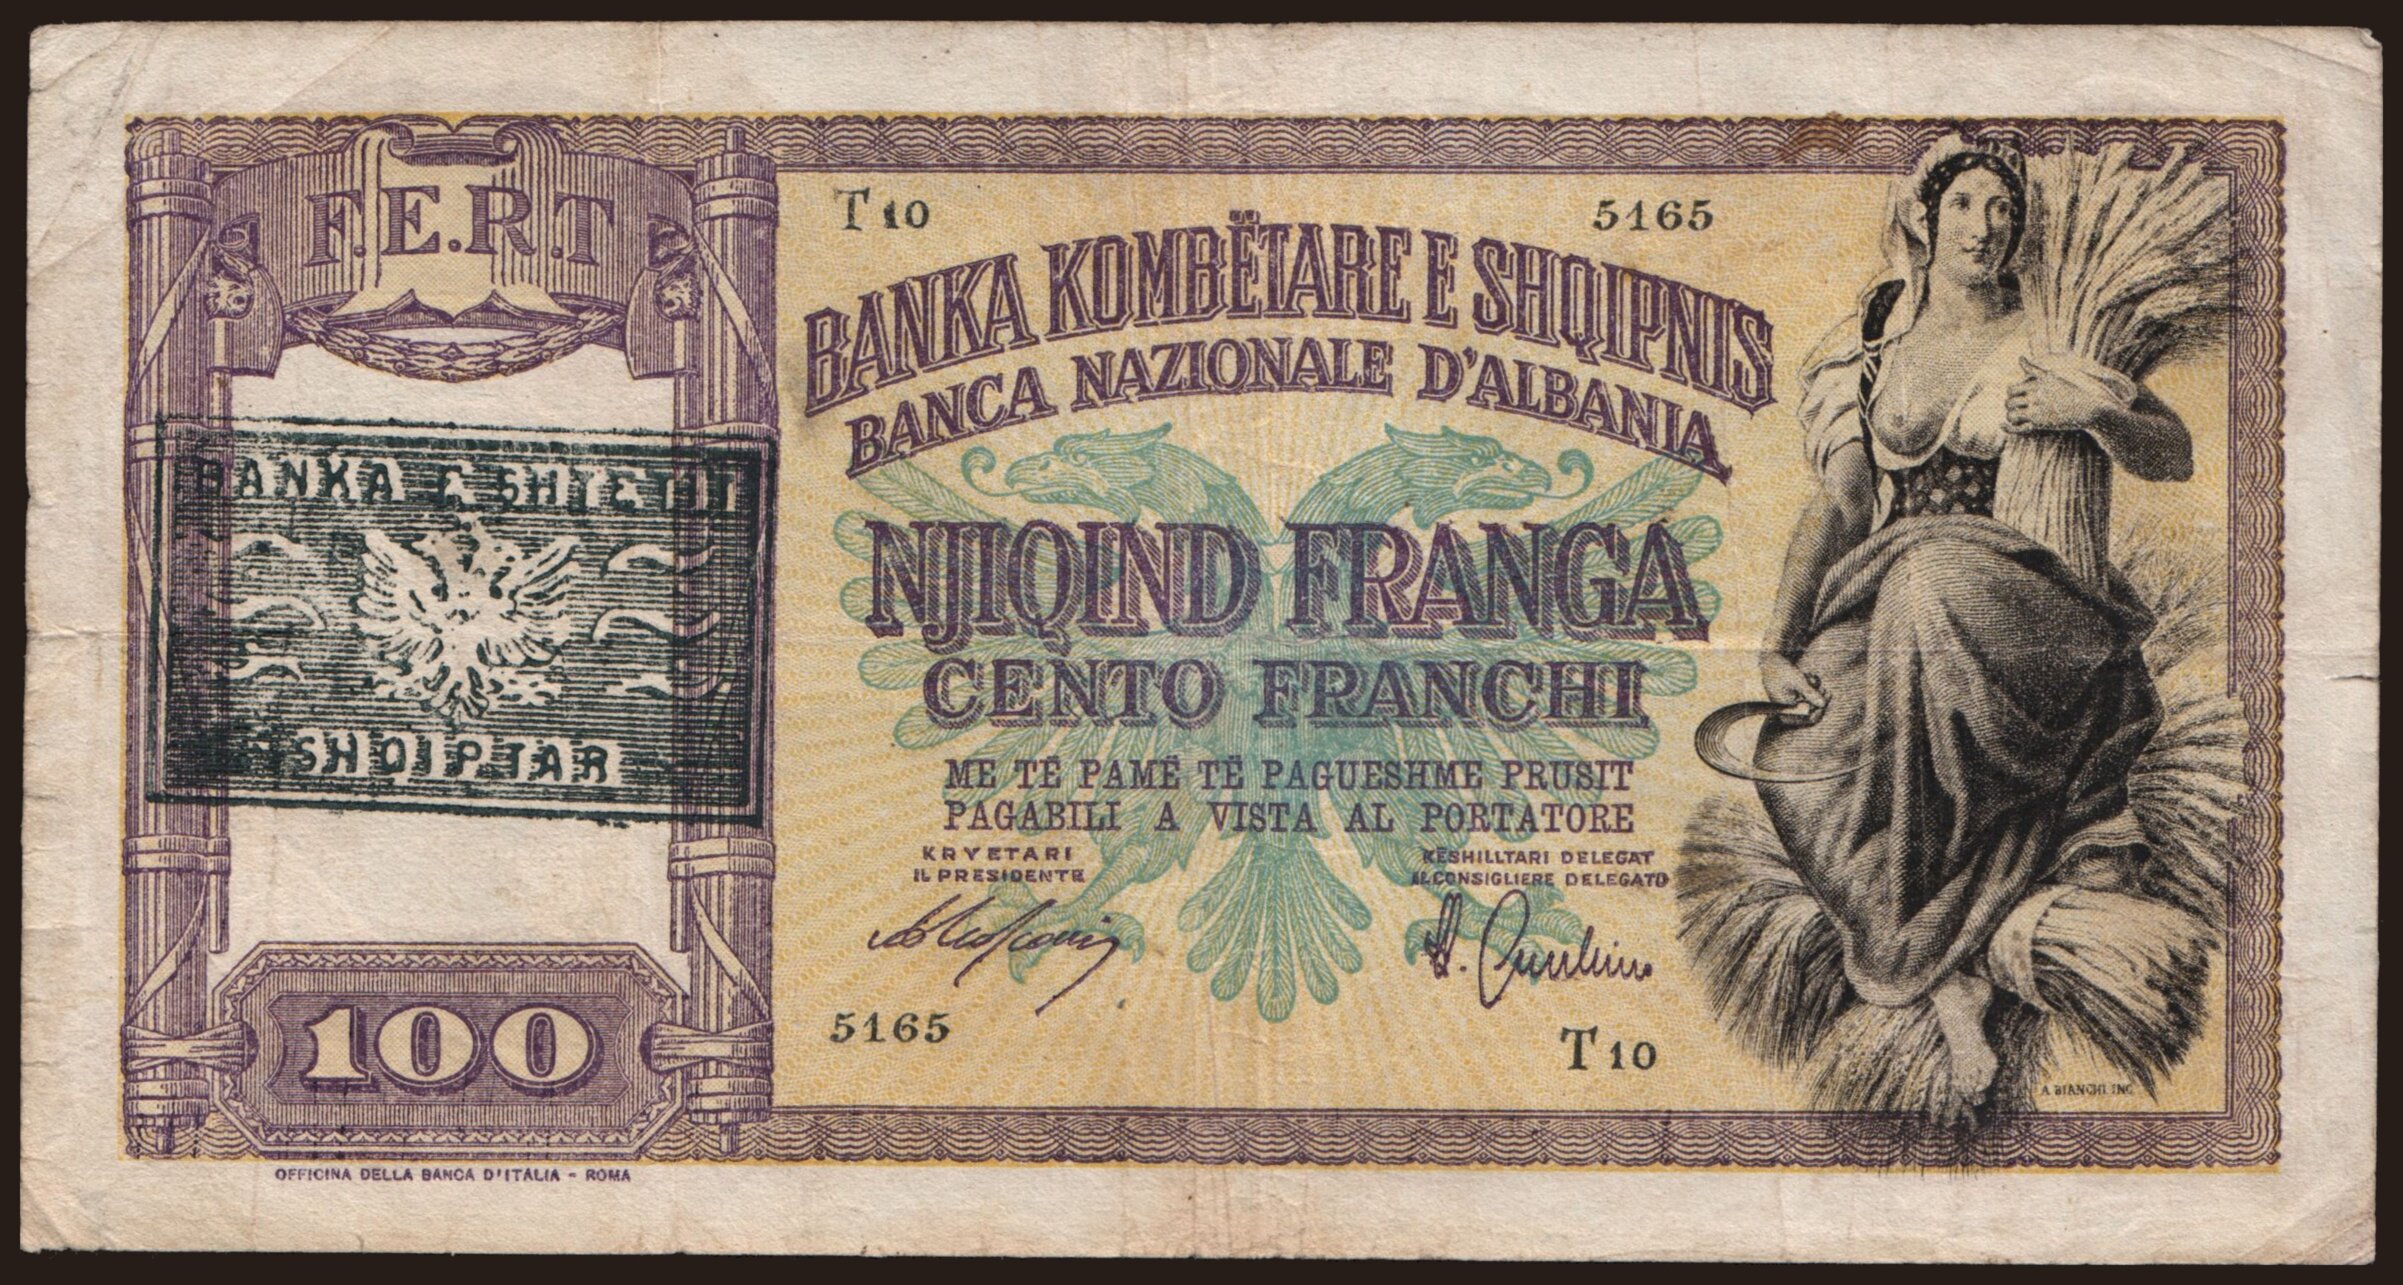 F.E.R.T
T 10
5165
BANKA KOMBËTARE E SHQIPNIS
BANCA NAZIONALE D'ALBANIA
BANKA E SHTETIT
SHQIPTAR
NJIQIND FRANGA
CENTO FRANCHI
ME TË PAMË TË PAGUESHME PRUSIT
PAGABILI A VISTA AL PORTATORE
KRYETARI
IL PRESIDENTE
KËSHILLTARI DELEGAT
IL CONSIGLIERE DELEGATO
5165
T 10
100
A BIANCHI INC
OFFICINA DELLA BANCA D'ITALIA - ROMA